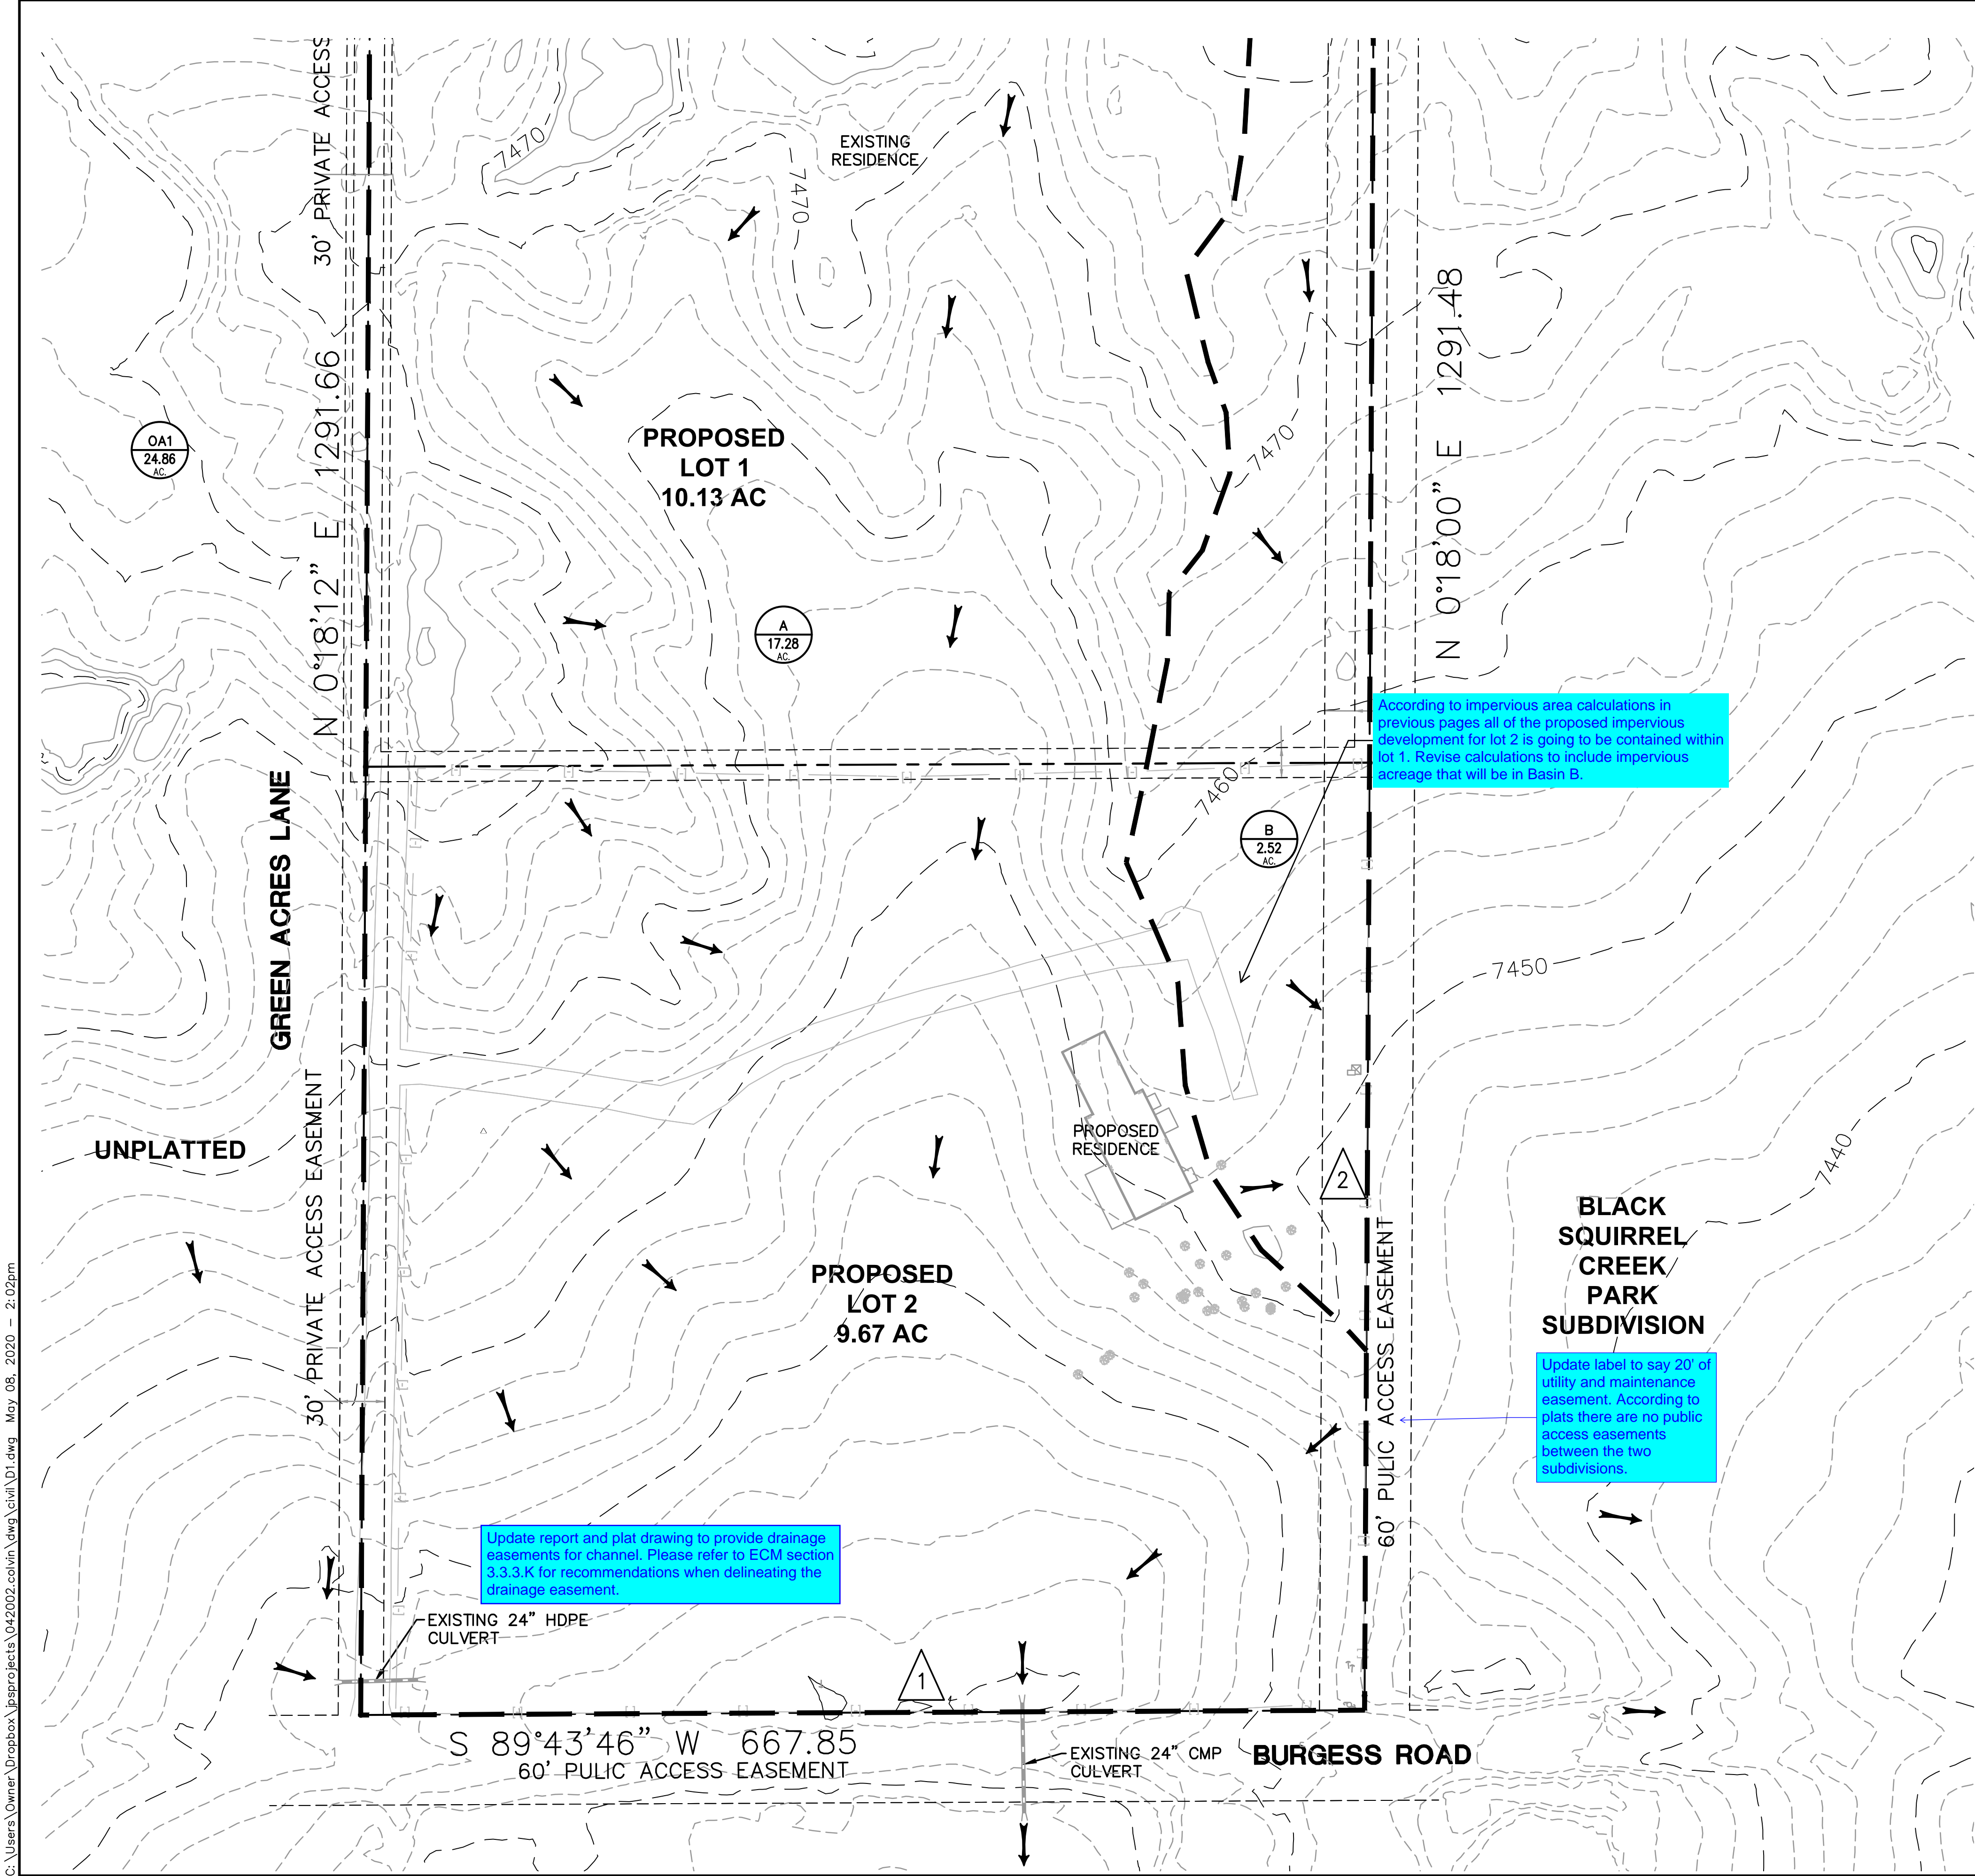 30' PRIVATE ACCESS
7470
EXISTING
RESIDENCE
7470
N 0°18'12" E 1291.66
OA1
24.86
AC.
PROPOSED
LOT 1
10.13 AC
7470
N 0°18'00" E 1291.48
A
17.28
AC.
According to impervious area calculations in
previous pages all of the proposed impervious
development for lot 2 is going to be contained within
lot 1. Revise calculations to include impervious
acreage that will be in Basin B.
7460
B
2.52
AC.
GREEN ACRES LANE
7450
30' PRIVATE ACCESS EASEMENT
UNPLATTED
PROPOSED
RESIDENCE
2
7440
BLACK
SQUIRREL
CREEK
PARK
SUBDIVISION
PROPOSED
LOT 2
9.67 AC
60' PULIC ACCESS EASEMENT
Update label to say 20' of
utility and maintenance
easement. According to
plats there are no public
access easements
between the two
subdivisions.
Update report and plat drawing to provide drainage
easements for channel. Please refer to ECM section
3.3.3.K for recommendations when delineating the
drainage easement.
EXISTING 24" HDPE
CULVERT
1
S 89°43'46" W 667.85
60' PULIC ACCESS EASEMENT
EXISTING 24" CMP
CULVERT
BURGESS ROAD
C:\Users\Owner\Dropbox\jpsprojects\042002.colvin\dwg\civil\D1.dwg May 08, 2020 - 2:02pm